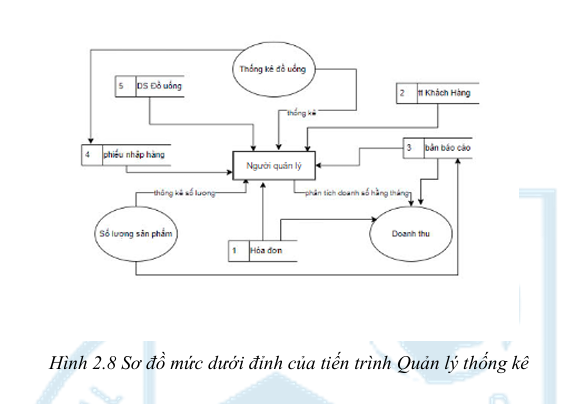 Thống kê đồ uống
5 DS Đồ uống
2 tt Khách Hàng
thống kê
3 bản báo cáo
4 phiếu nhập hàng
Người quản lý
thống kê số lượng
phân tích doanh số hằng tháng
Số lượng sản phẩm
Doanh thu
1 Hóa đơn
Hình 2.8 Sơ đồ mức dưới đỉnh của tiến trình Quản lý thống kê